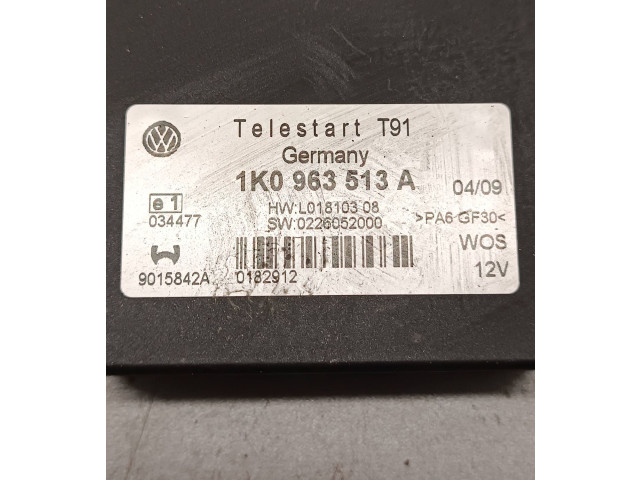 Telestart T91
Germany
1K0 963 513 A
04/09
e1
034477
HW:L018103 08
SW:0226052000
>PA6 GF30<
WOS
12V
9015842A
0182912